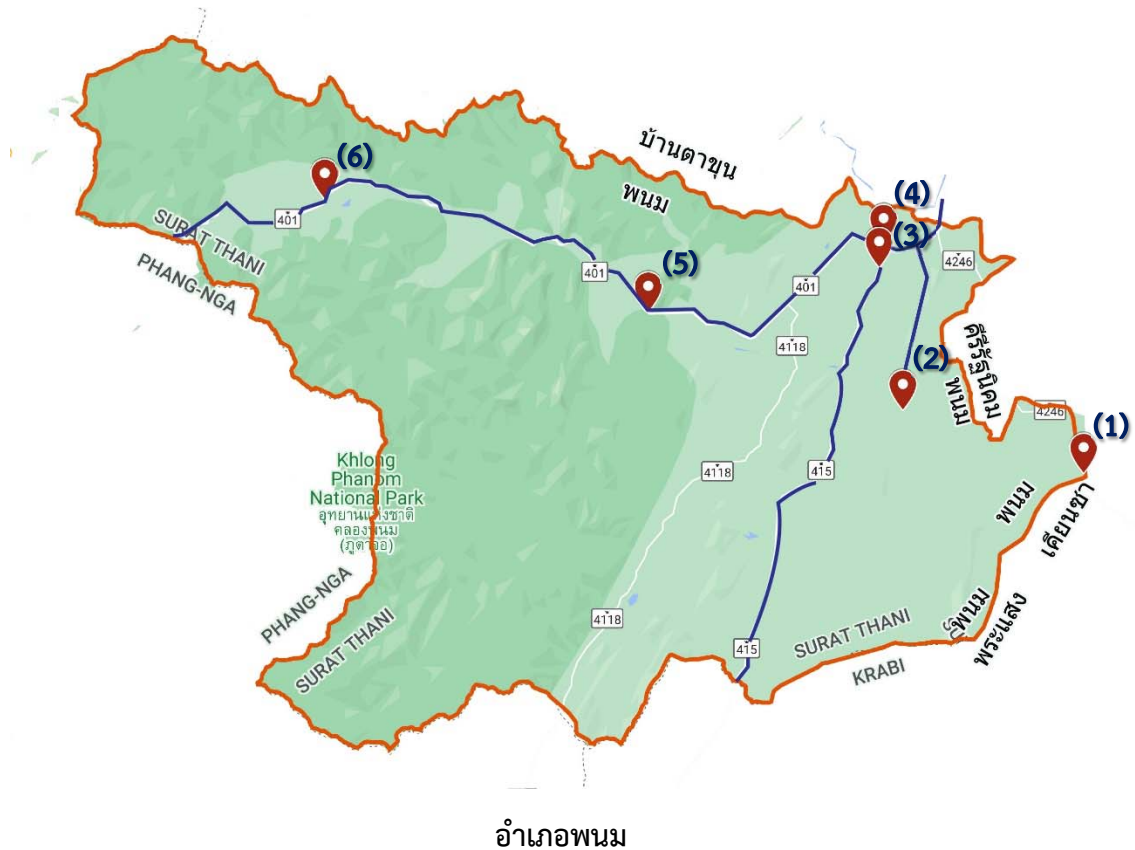 บ้านตาขุน
พนม
(6)
(4)
(3)
401
SURAT THANI
PHANG-NGA
4246
401
(5)
401
4118
คีรีรัฐนิคม
พนม
(2)
4246
(1)
Khlong
Phanom
National Park
อุทยานแห่งชาติ
คลองพนม
(ภูตาจอ)
4118
415
พนม
เคียนซา
PHANG-NGA
SURAT THANI
4118
415
SURAT THANI
KRABI
พนม
พระแสง
อำเภอพนม